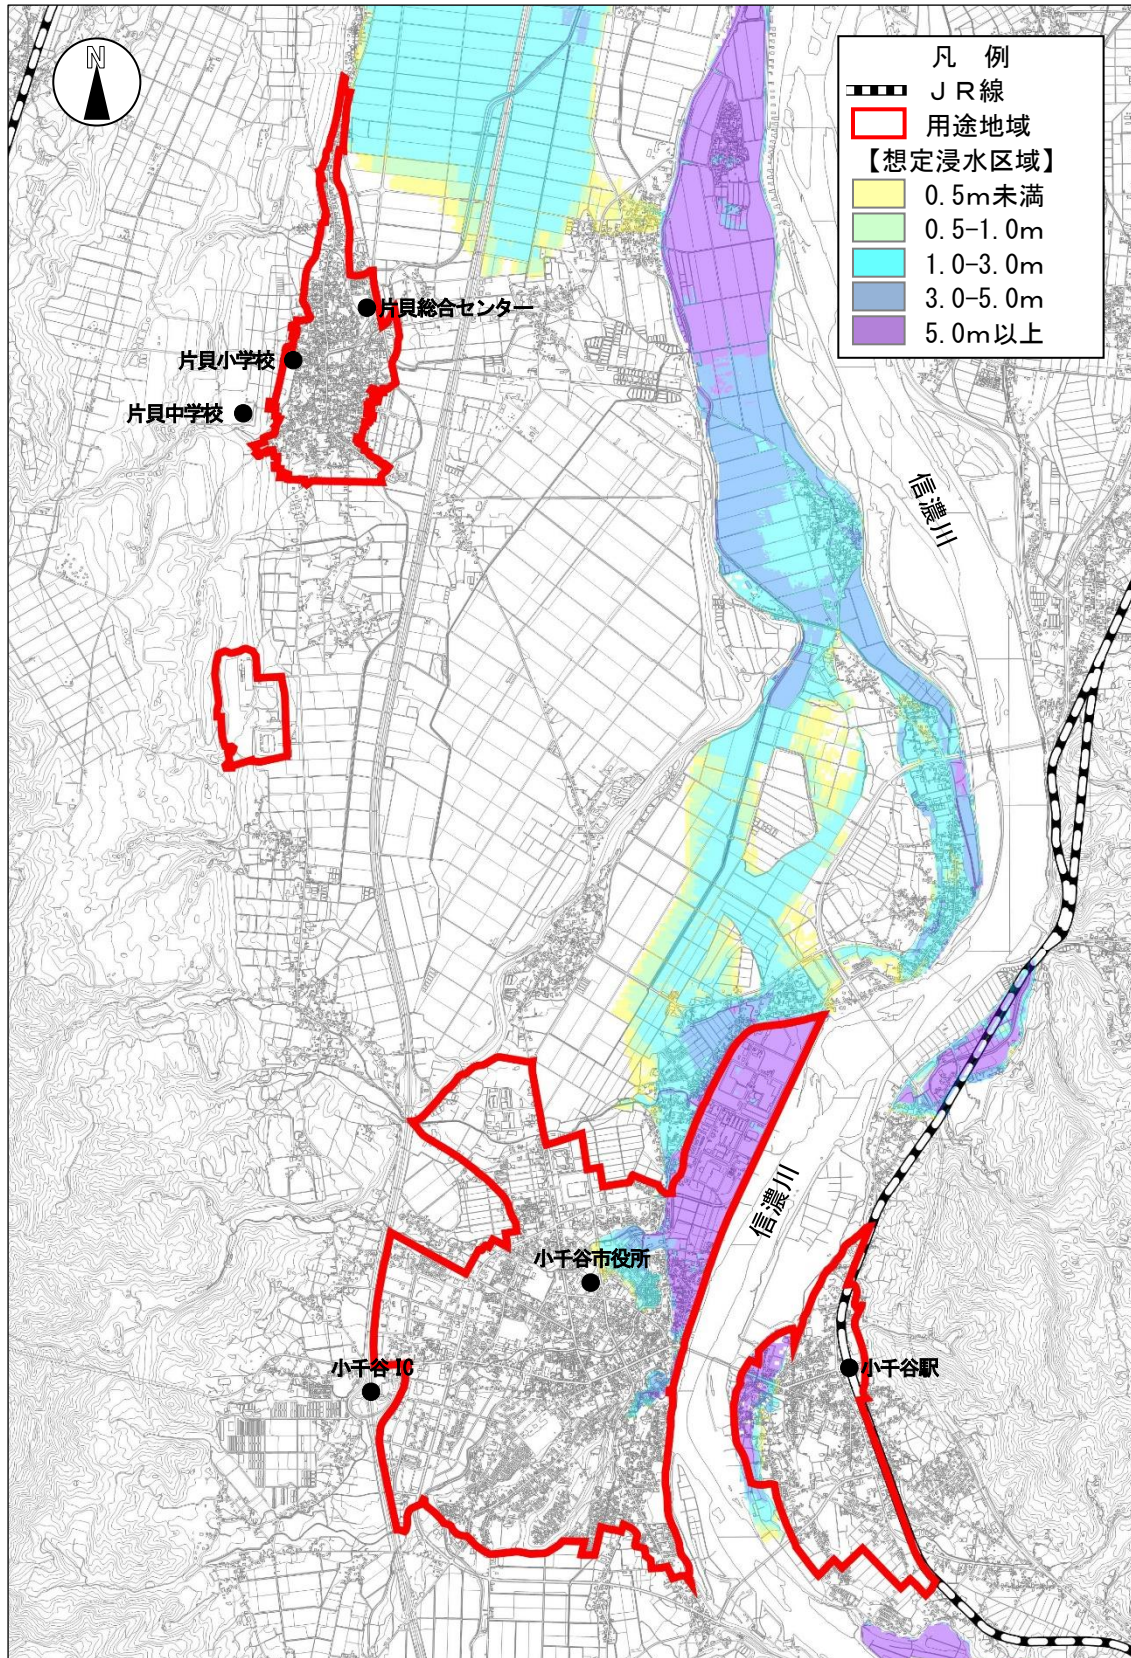 N
凡 例
ＪＲ線
用途地域
【想定浸水区域】
0.5m未満
0.5-1.0m
1.0-3.0m
3.0-5.0m
5.0m以上
片貝総合センター
片貝小学校
片貝中学校
信濃川
信濃川
小千谷市役所
小千谷IC
小千谷駅